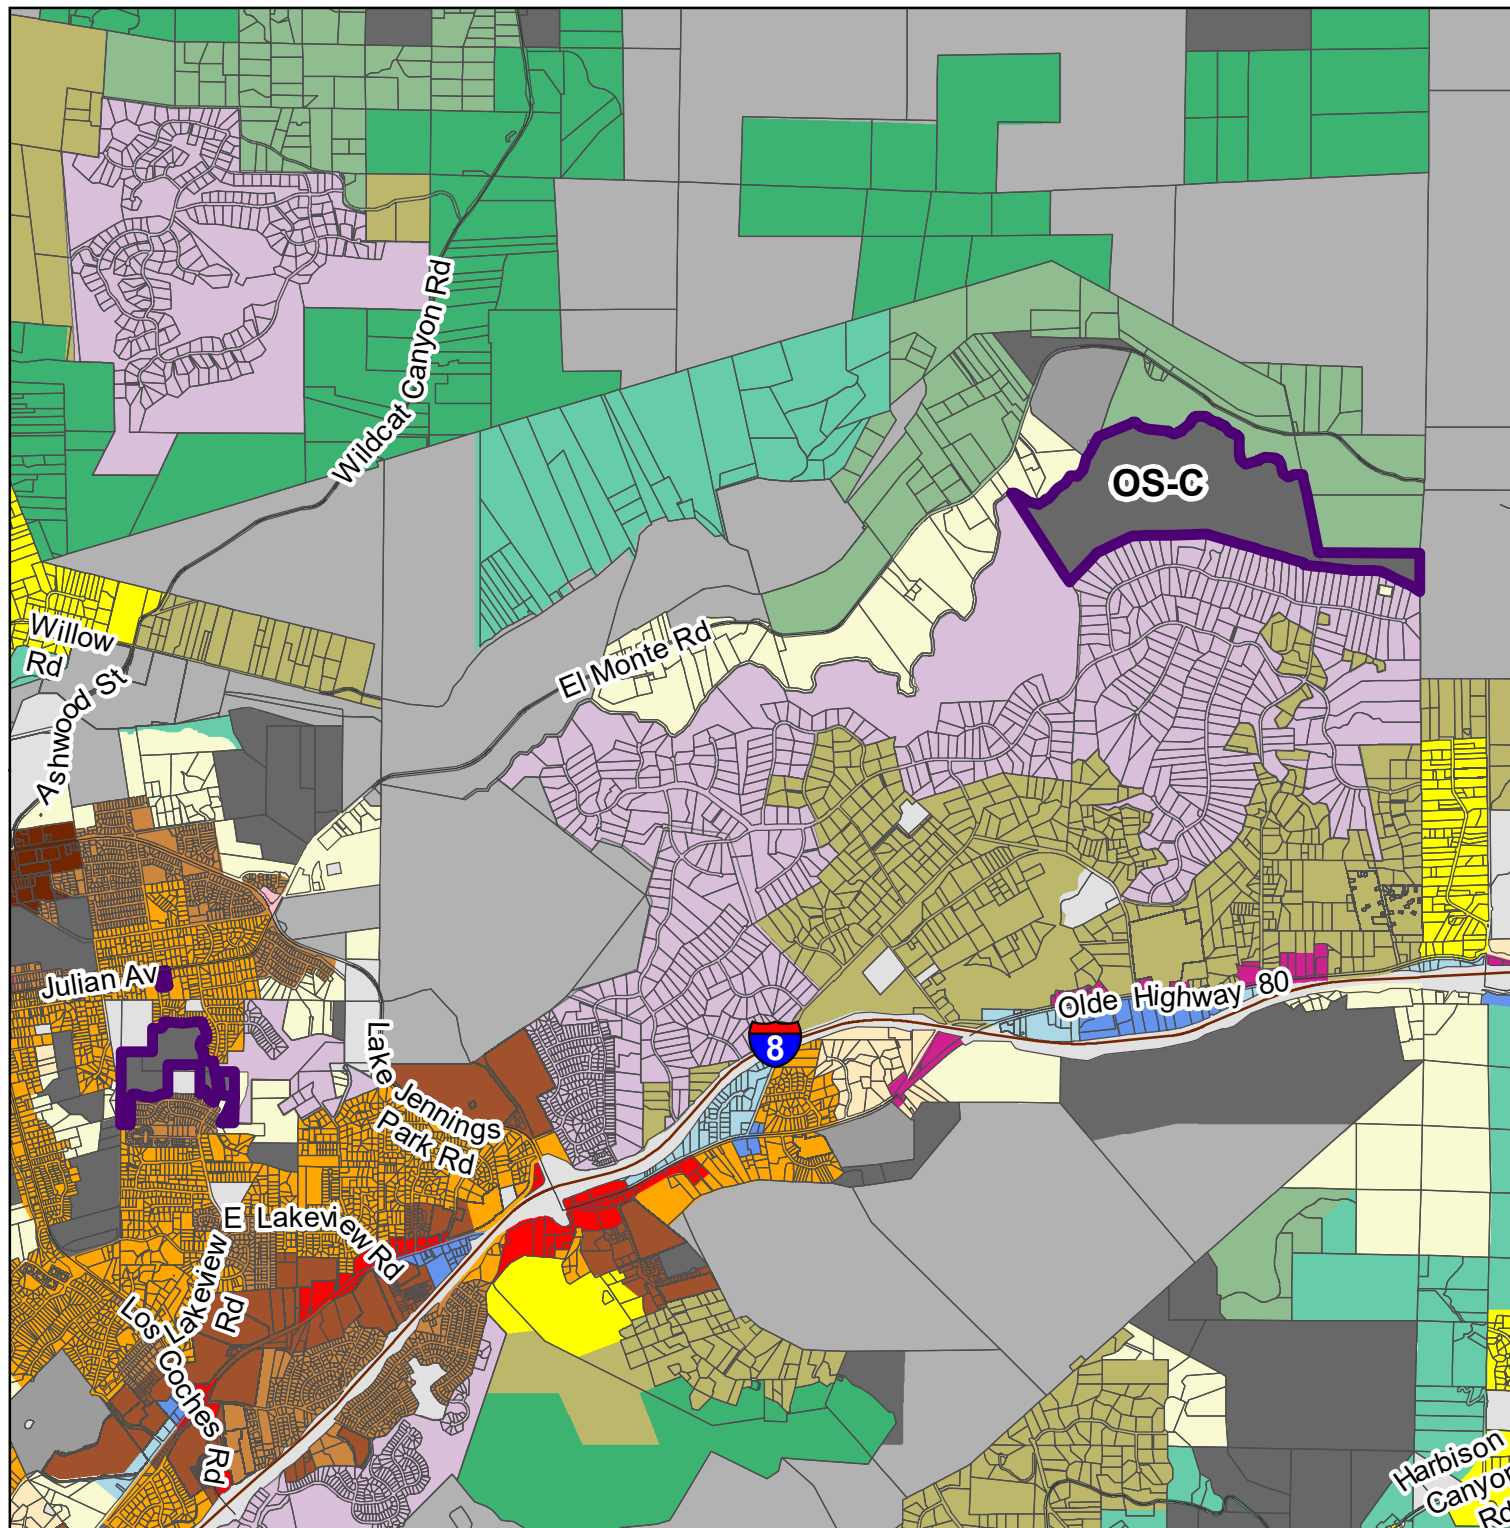 Wildcat Canyon Rd
OS-C
Willow
Rd
El Monte Rd
Ashwood St
Julian Av
Olde Highway 80
8
Lake Jennings
Park Rd
E Lakeview Rd
Lakeview
Rd
Los Coches Rd
Harbison
Canyon
Rd